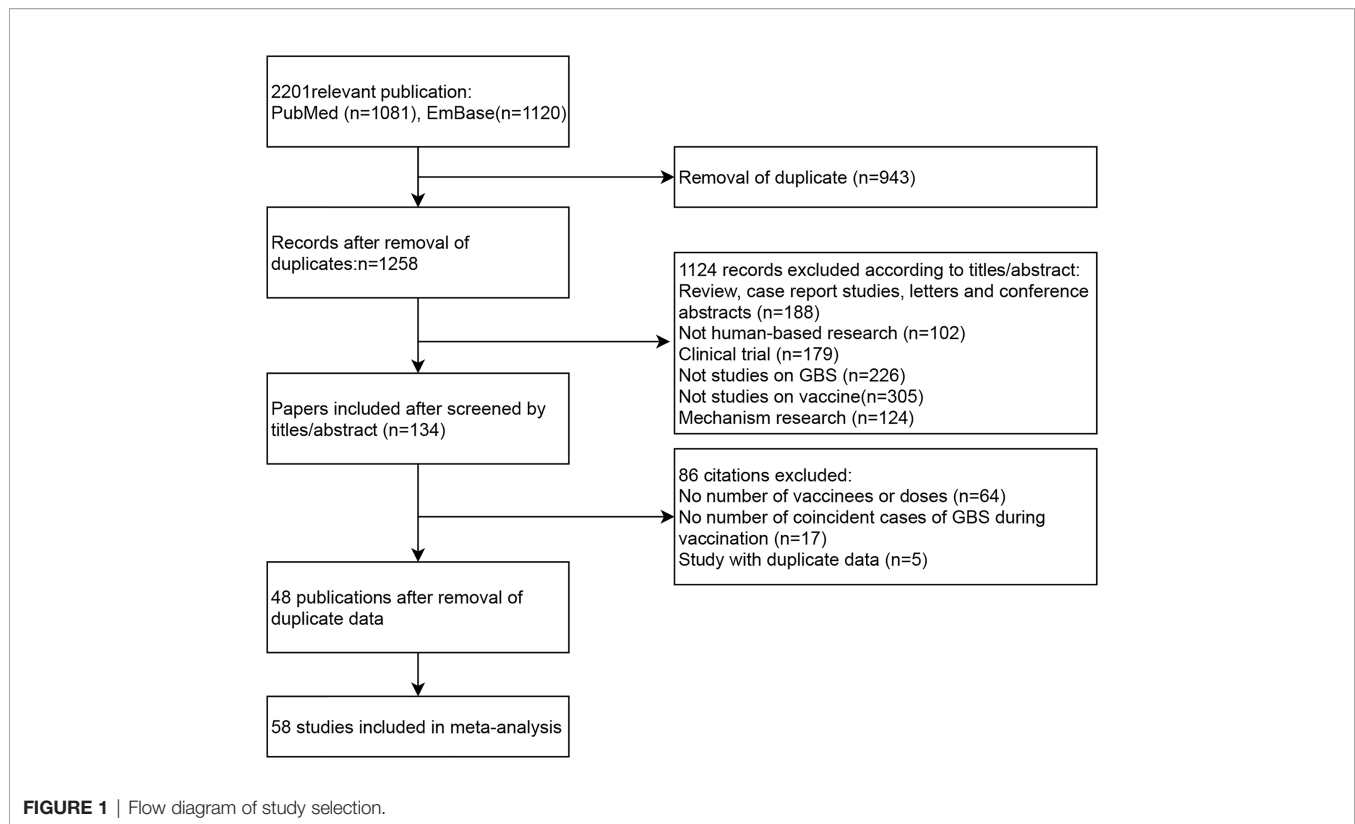 2201relevant publication:
PubMed (n=1081), EmBase(n=1120)
Removal of duplicate (n=943)
Records after removal of
duplicates:n=1258
1124 records excluded according to titles/abstract:
Review, case report studies, letters and conference
abstracts (n=188)
Not human-based research (n=102)
Clinical trial (n=179)
Not studies on GBS (n=226)
Not studies on vaccine(n=305)
Mechanism research (n=124)
Papers included after screened by
titles/abstract (n=134)
86 citations excluded:
No number of vaccinees or doses (n=64)
No number of coincident cases of GBS during
vaccination (n=17)
Study with duplicate data (n=5)
48 publications after removal of
duplicate data
58 studies included in meta-analysis
FIGURE 1 | Flow diagram of study selection.